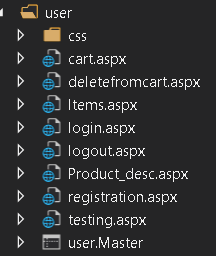 user
css
cart.aspx
deletefromcart.aspx
Items.aspx
login.aspx
logout.aspx
Product_desc.aspx
registration.aspx
testing.aspx
user.Master